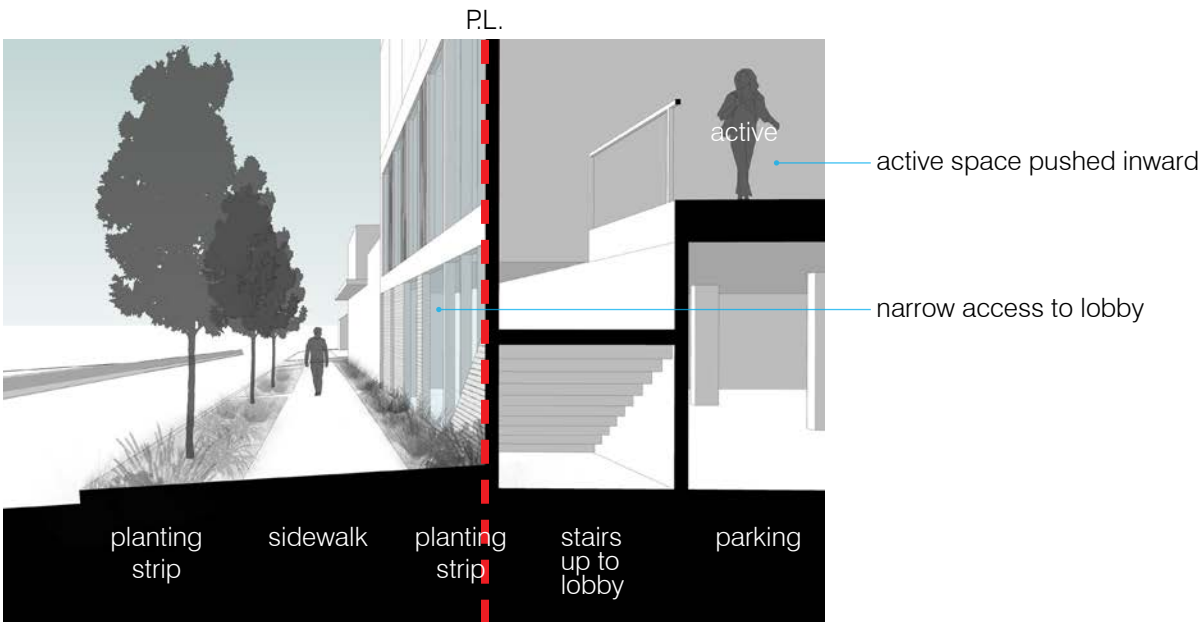 P.L.
active
active space pushed inward
narrow access to lobby
planting
strip
sidewalk
planting
strip
stairs
up to
lobby
parking